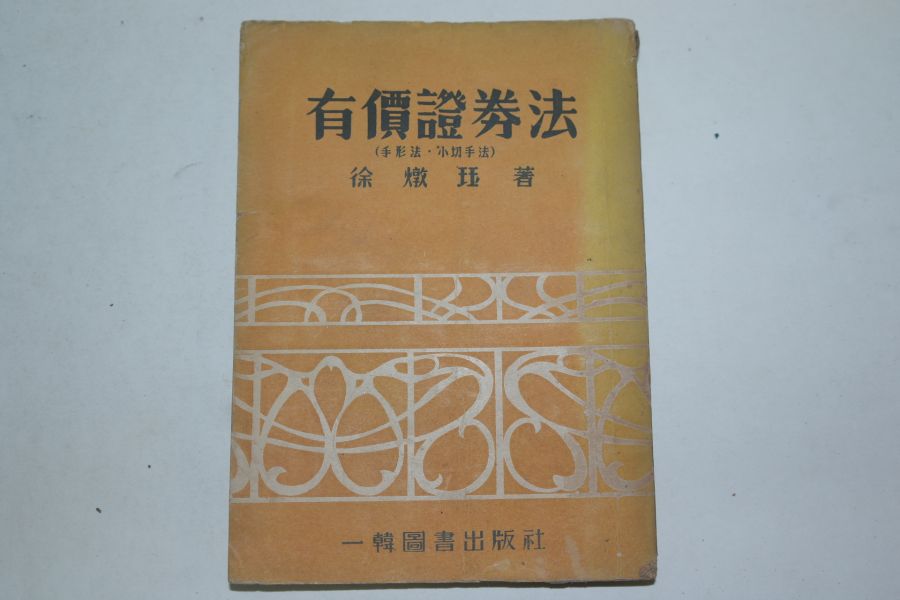 有價證券法
(手形法·小切手法)
徐燉珏 著
一韓圖書出版社